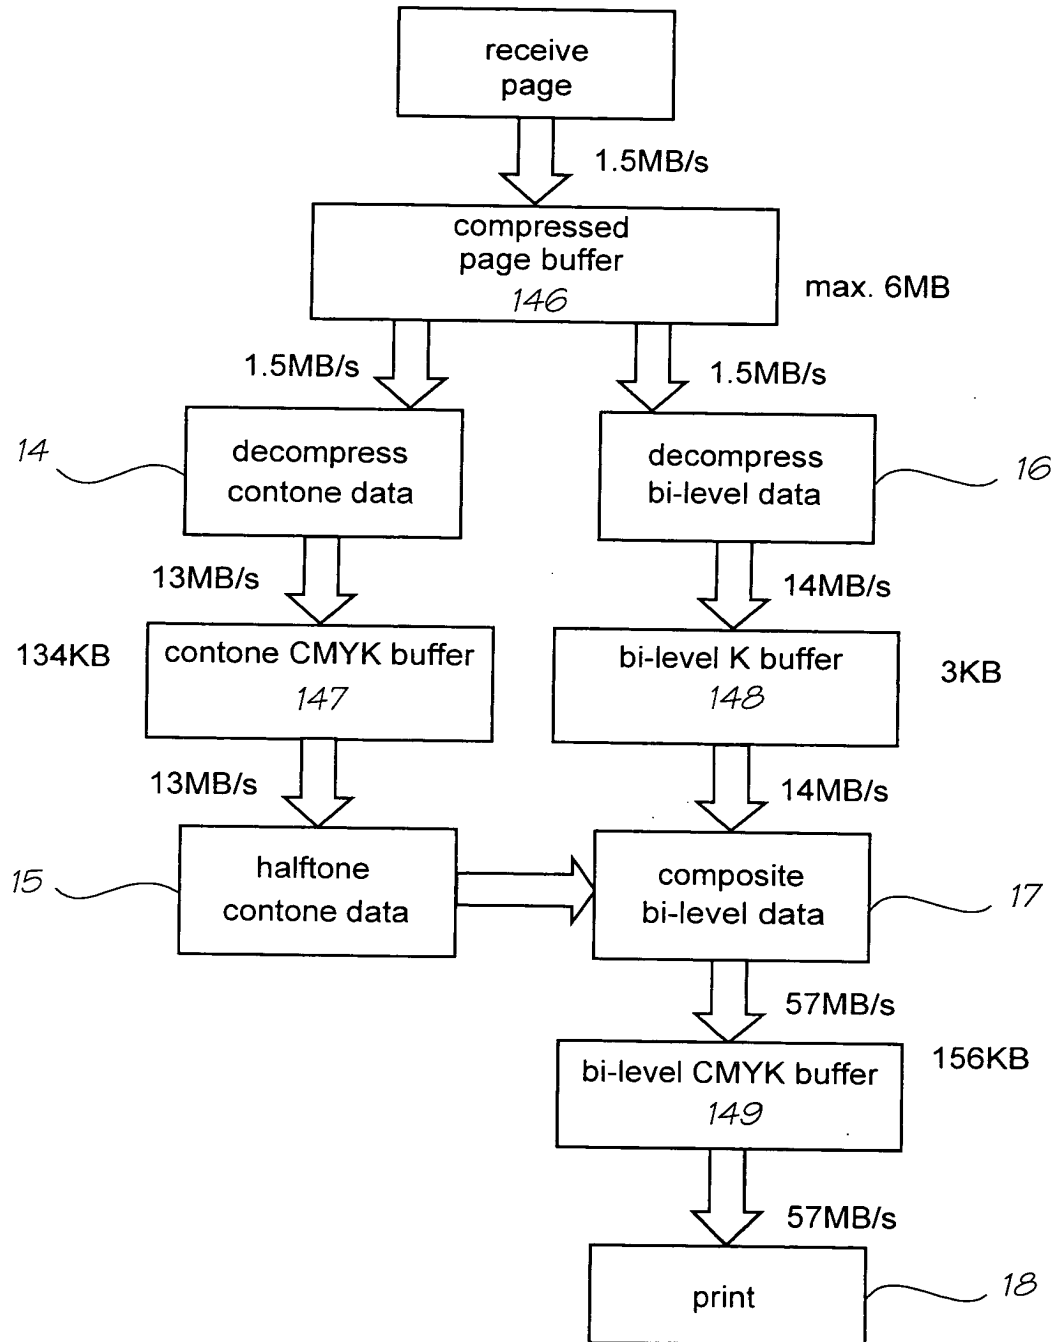 receive
page
1.5MB/s
compressed
page buffer
146
max. 6MB
1.5MB/s
1.5MB/s
14
decompress
contone data
decompress
bi-level data
16
13MB/s
14MB/s
134KB
contone CMYK buffer
147
bi-level K buffer
148
3KB
13MB/s
14MB/s
15
halftone
contone data
composite
bi-level data
17
57MB/s
bi-level CMYK buffer
149
156KB
57MB/s
print
18